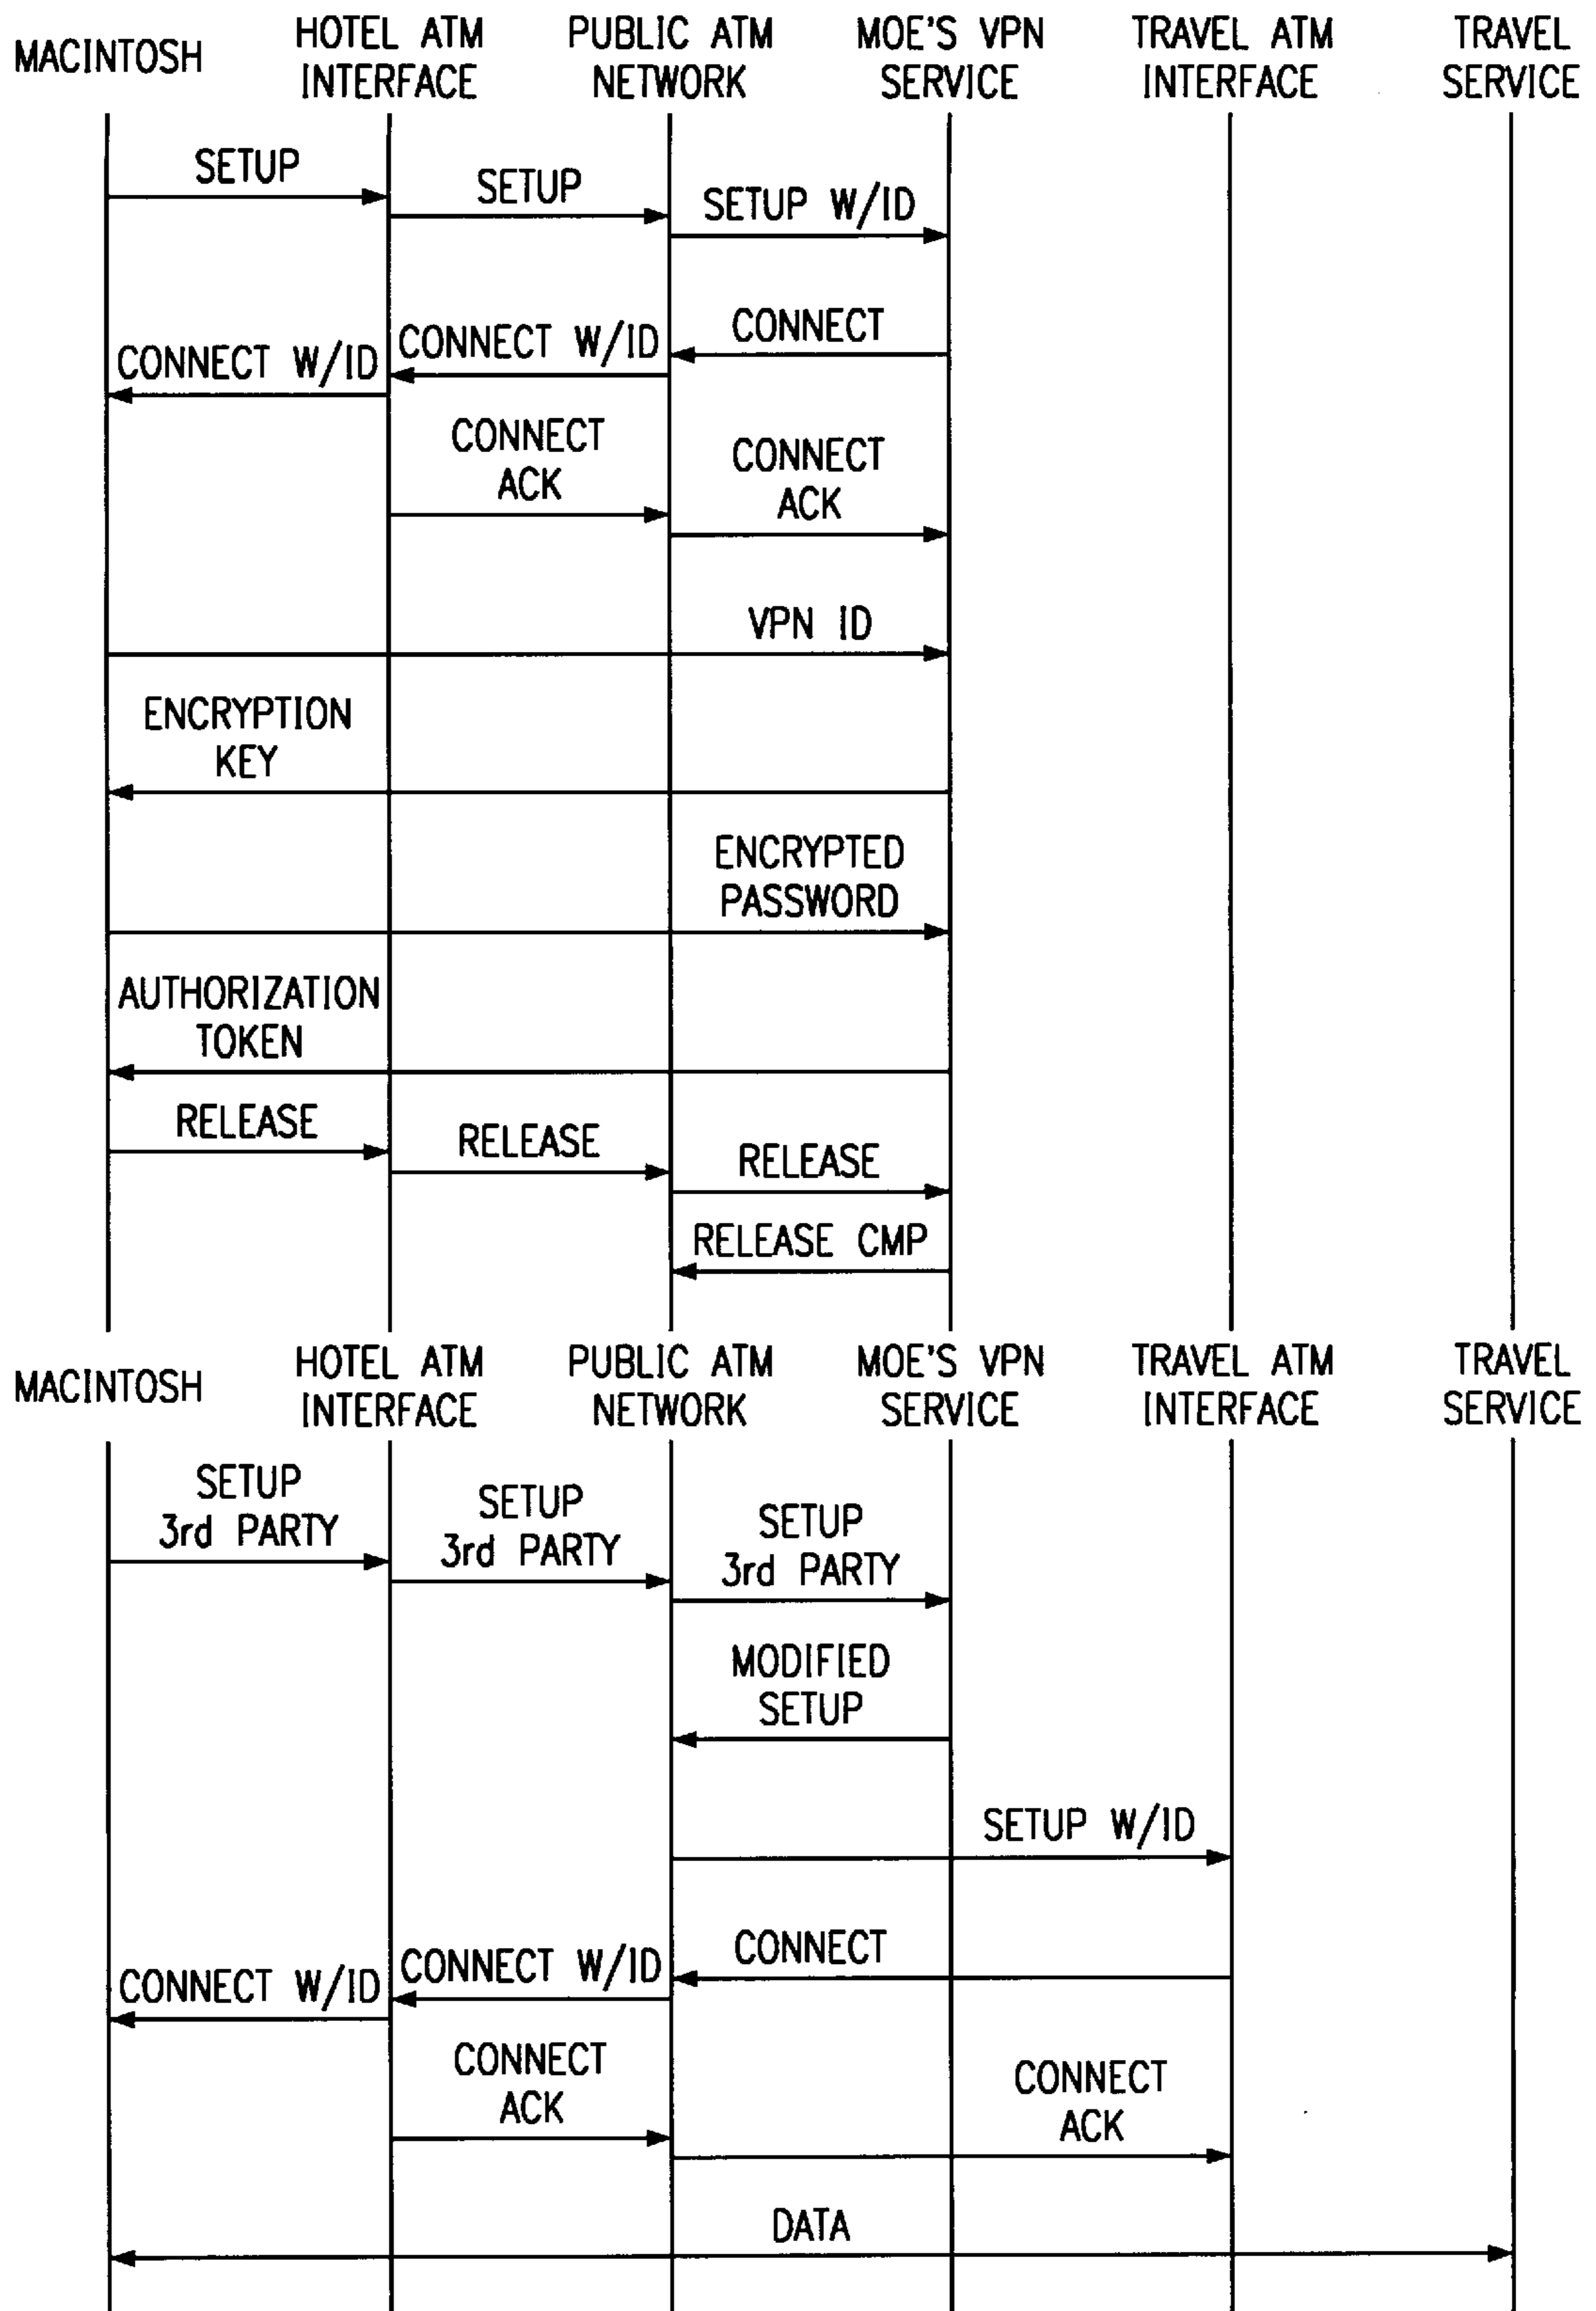 MACINTOSH
HOTEL ATM
INTERFACE
PUBLIC ATM
NETWORK
MOE'S VPN
SERVICE
TRAVEL ATM
INTERFACE
TRAVEL
SERVICE
SETUP
SETUP
SETUP W/ID
CONNECT
CONNECT W/ID
CONNECT W/ID
CONNECT
ACK
CONNECT
ACK
VPN ID
ENCRYPTION
KEY
ENCRYPTED
PASSWORD
AUTHORIZATION
TOKEN
RELEASE
RELEASE
RELEASE
RELEASE CMP
MACINTOSH
HOTEL ATM
INTERFACE
PUBLIC ATM
NETWORK
MOE'S VPN
SERVICE
TRAVEL ATM
INTERFACE
TRAVEL
SERVICE
SETUP
3rd PARTY
SETUP
3rd PARTY
SETUP
3rd PARTY
MODIFIED
SETUP
SETUP W/ID
CONNECT
CONNECT W/ID
CONNECT W/ID
CONNECT
ACK
CONNECT
ACK
DATA